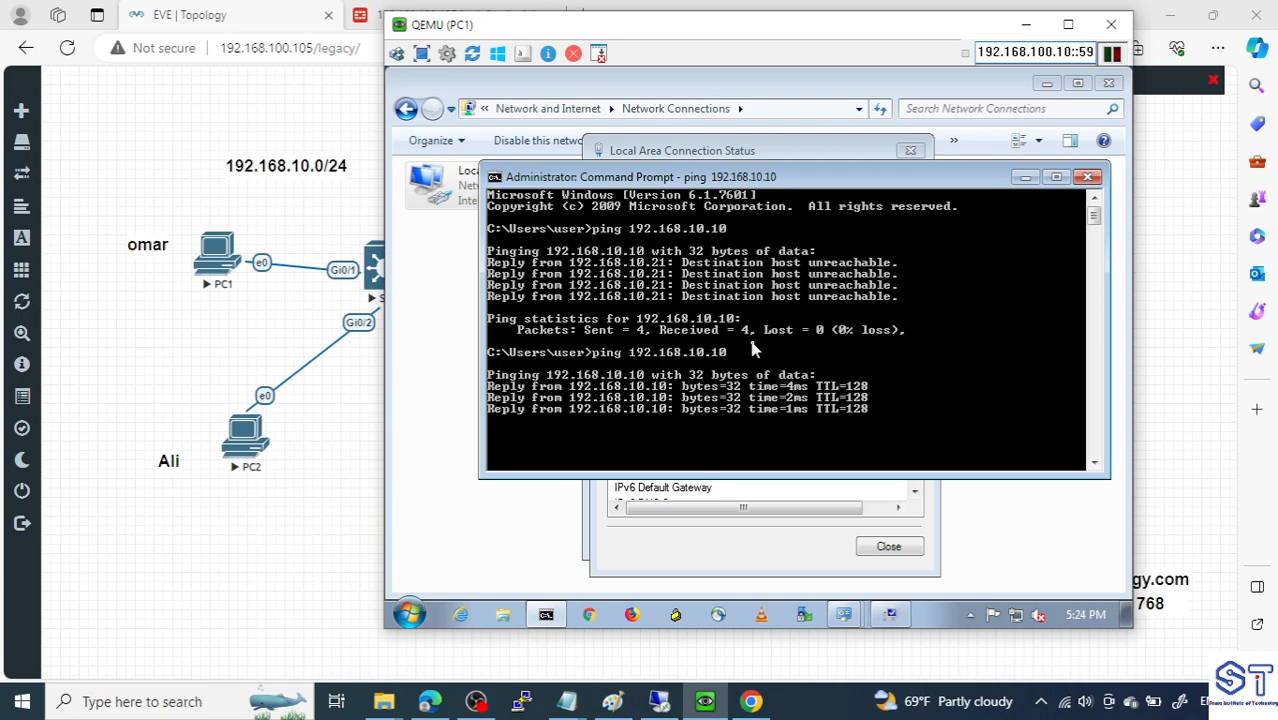 EVE | Topology
QEMU (PC1)
Not secure
192.168.100.105/legacy/
192.168.100.10::59
Network and Internet
Network Connections
Search Network Connections
Organize
Disable this netwo
Local Area Connection Status
192.168.10.0/24
Administrator: Command Prompt - ping 192.168.10.10
Microsoft Windows [Version 6.1.7601]
Copyright (c) 2009 Microsoft Corporation. All rights reserved.
C:\Users\user>ping 192.168.10.10
Pinging 192.168.10.10 with 32 bytes of data:
Reply from 192.168.10.21: Destination host unreachable.
Reply from 192.168.10.21: Destination host unreachable.
Reply from 192.168.10.21: Destination host unreachable.
Reply from 192.168.10.21: Destination host unreachable.
Ping statistics for 192.168.10.10:
Packets: Sent = 4, Received = 4, Lost = 0 (0% loss),
C:\Users\user>ping 192.168.10.10
Pinging 192.168.10.10 with 32 bytes of data:
Reply from 192.168.10.10: bytes=32 time=4ms TTL=128
Reply from 192.168.10.10: bytes=32 time=2ms TTL=128
Reply from 192.168.10.10: bytes=32 time=1ms TTL=128
Loca
Netw
Inte
omar
e0
Gi0/1
PC1
S
Gi0/2
e0
Ali
PC2
IPv6 Default Gateway
Close
gy.com
768
5:24 PM
Type here to search
69°F Partly cloudy
SIT